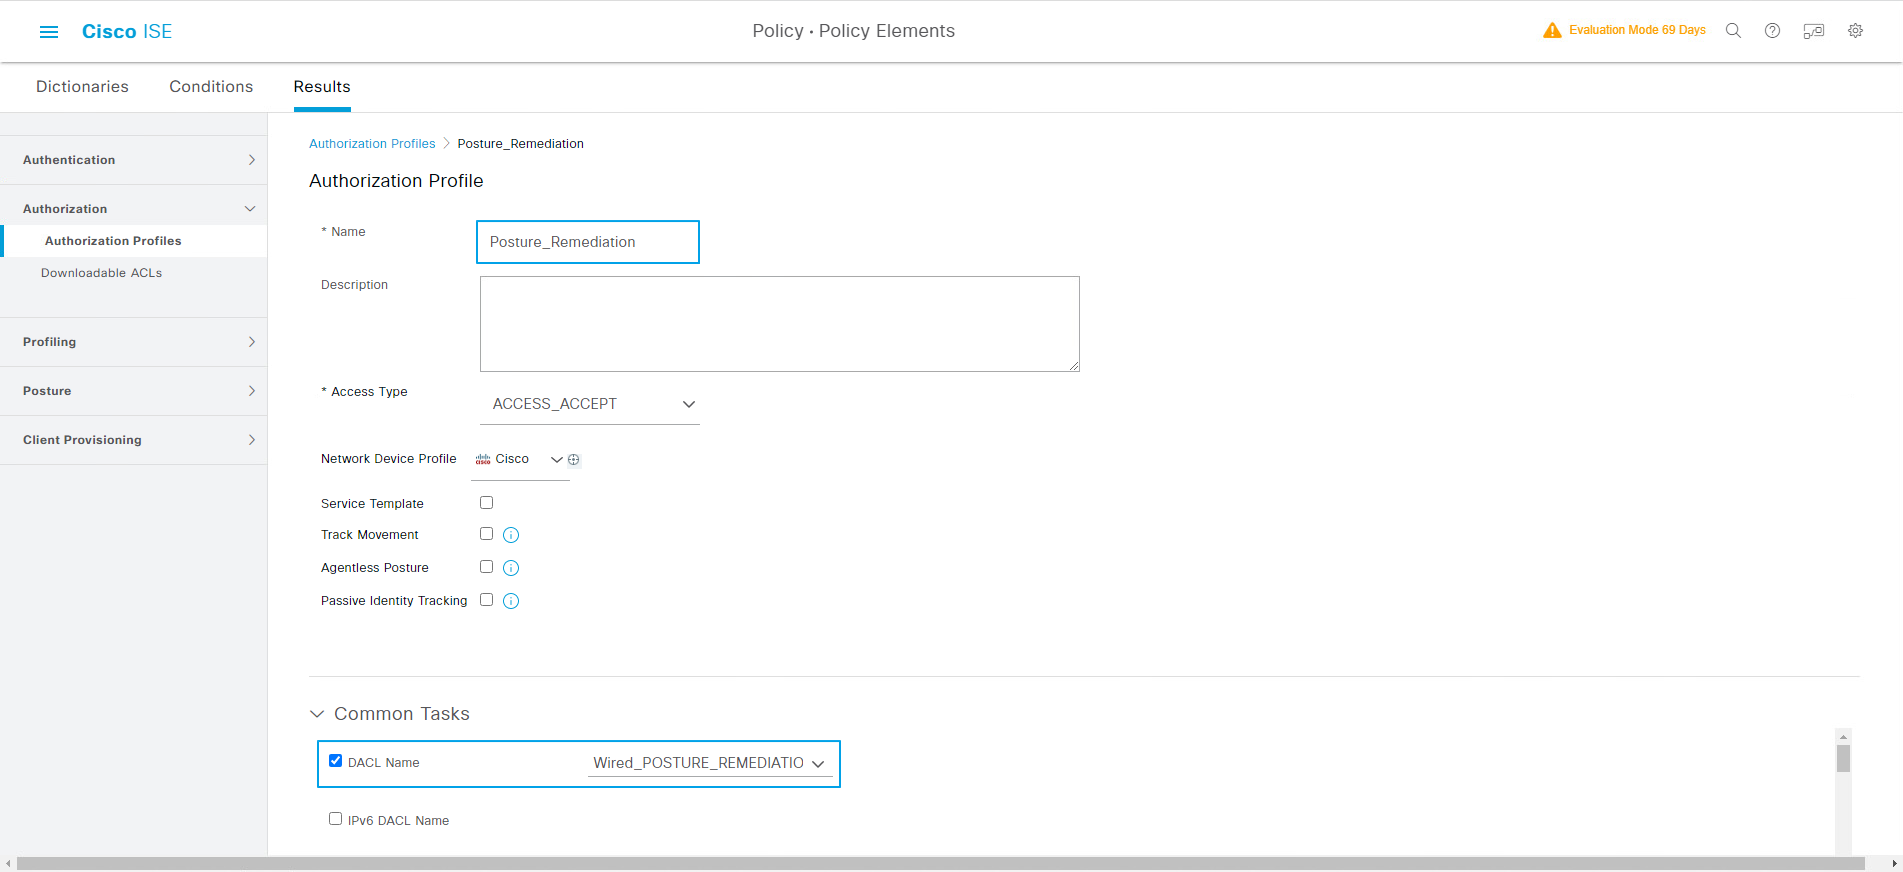 Cisco ISE
Policy · Policy Elements
Evaluation Mode 69 Days
Dictionaries
Conditions
Results
Authentication
Authorization
Authorization Profiles
Downloadable ACLs
Profiling
Posture
Client Provisioning
Authorization Profiles > Posture_Remediation
Authorization Profile
* Name
Posture_Remediation
Description
* Access Type
ACCESS_ACCEPT
Network Device Profile
Cisco
Service Template
Track Movement
Agentless Posture
Passive Identity Tracking
Common Tasks
DACL Name
Wired_POSTURE_REMEDIATIO
IPv6 DACL Name